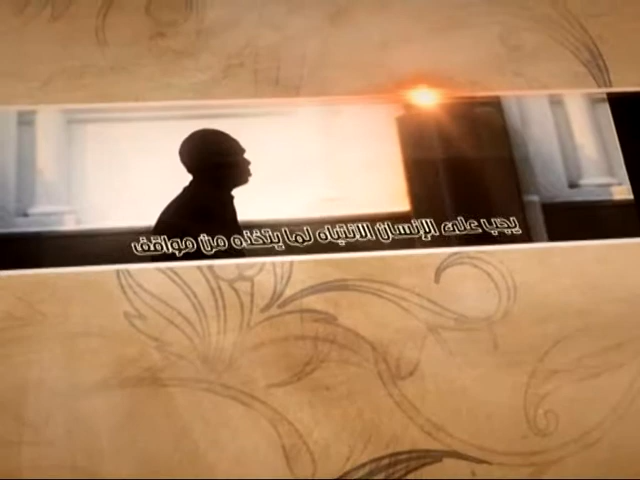 يجب على الإنسان الانتباه لما يتخذه من مواقف